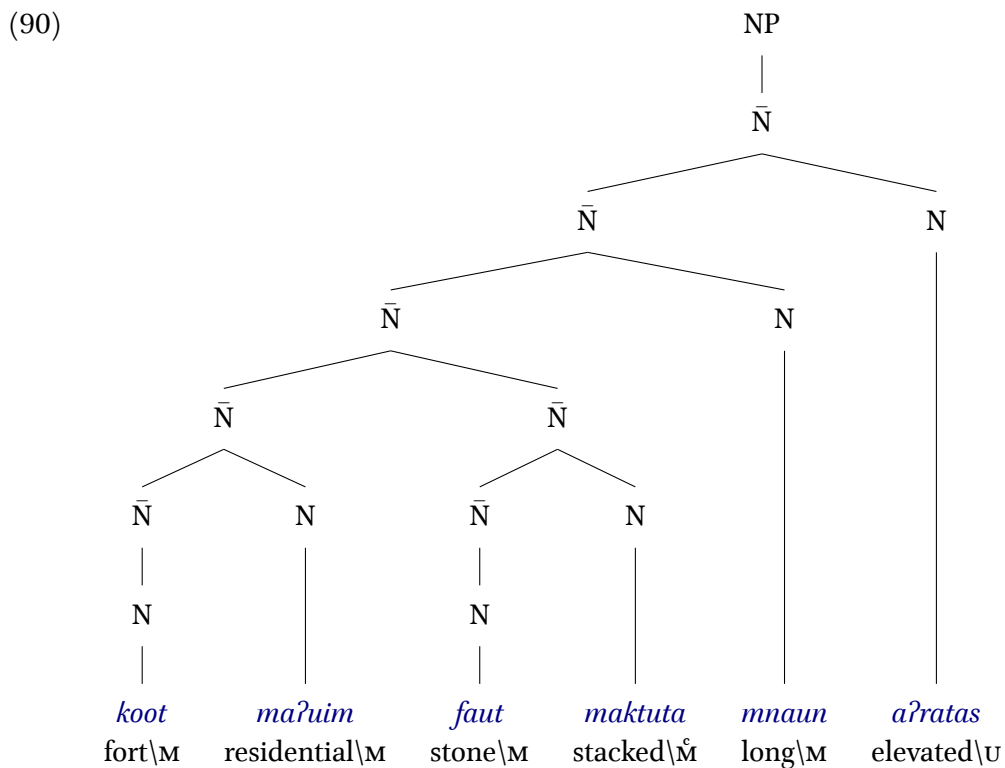 (90) NP
N̄
N̄ N
N̄ N
N̄ N̄
N̄ N N̄ N
N N
koot maʔuim faut maktuta mnaun aʔratas
fort\ᴍ residential\ᴍ stone\ᴍ stacked\ᴍ̊ long\ᴍ elevated\ᴜ